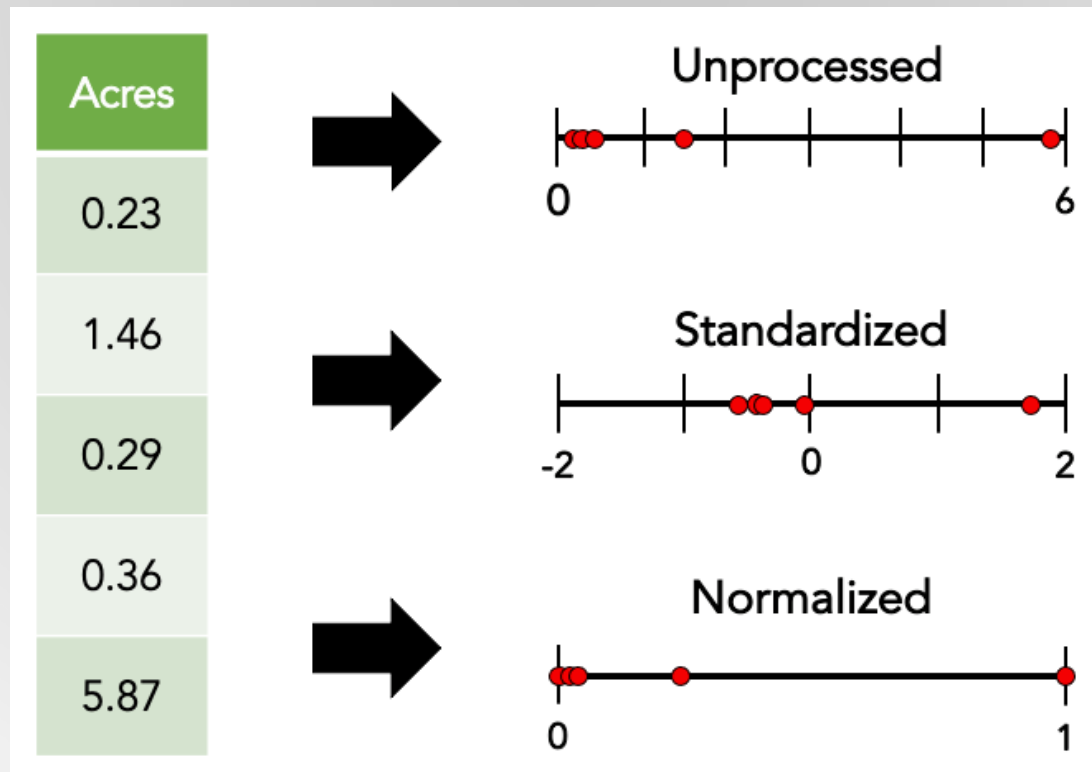 Acres
0.23
1.46
0.29
0.36
5.87
Unprocessed
0 6
Standardized
-2 0 2
Normalized
0 1